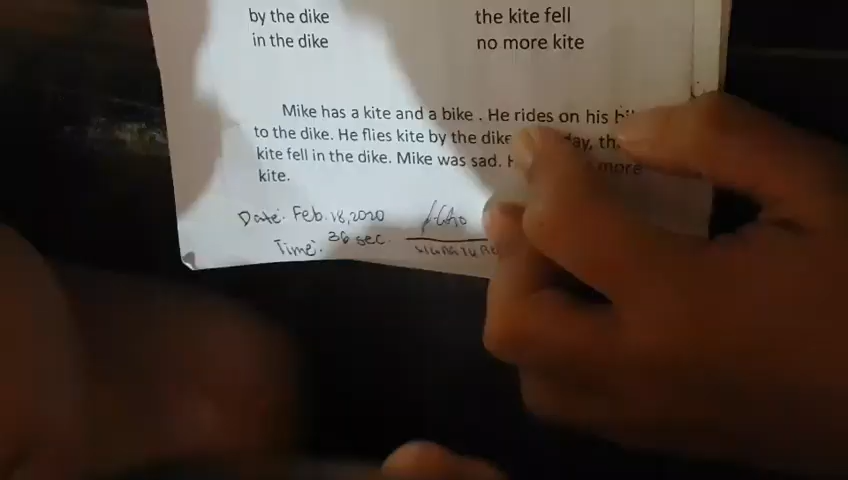 by the dike the kite fell
in the dike no more kite
Mike has a kite and a bike . He rides on his
to the dike. He flies kite by the dike
kite fell in the dike. Mike was sad. more
kite.
Date: Feb. 18, 2020
Time: 36 sec.
SIGNATURE